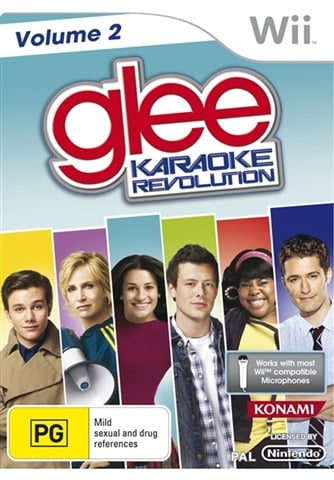 Volume 2
Wii™
glee
KARAOKE
REVOLUTION
Works with most
Wii™ compatible
Microphones
KONAMI
PG
Mild
sexual and drug
references
PAL
LICENSED BY
Nintendo